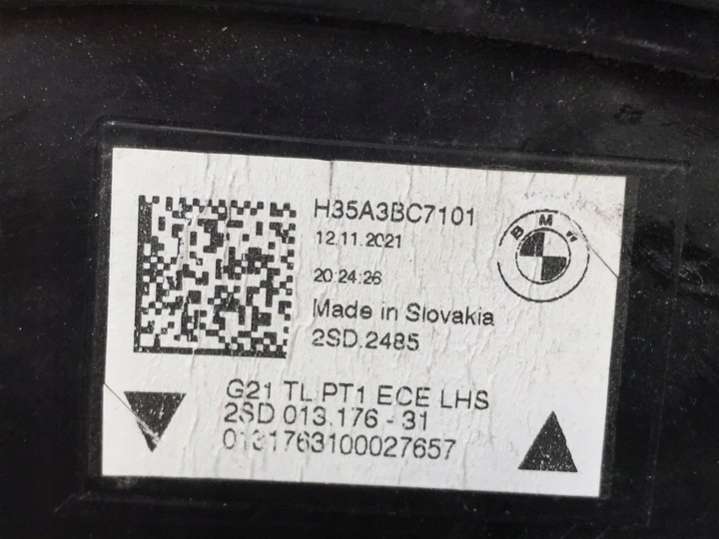 H35A3BC7101
12.11.2021
20:24:26
Made in Slovakia
2SD.2485
BMW
G21 TL PT1 ECE LHS
2SD 013.176 - 31
0131763100027657